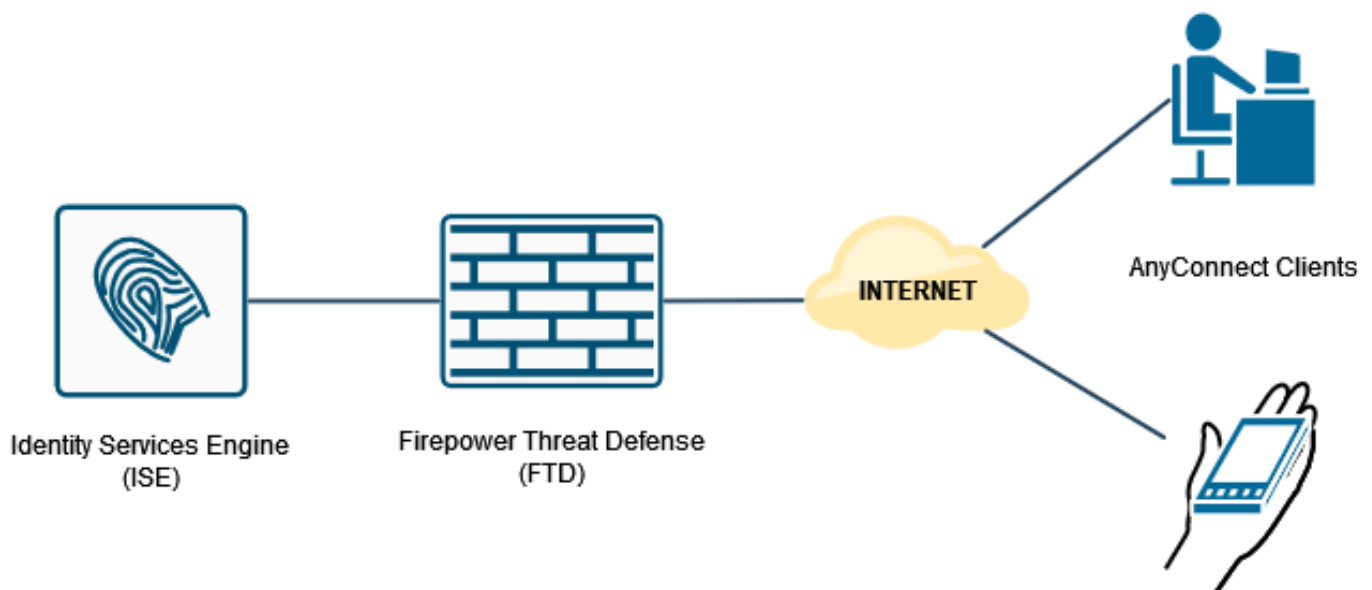 Identity Services Engine
(ISE)
Firepower Threat Defense
(FTD)
INTERNET
AnyConnect Clients